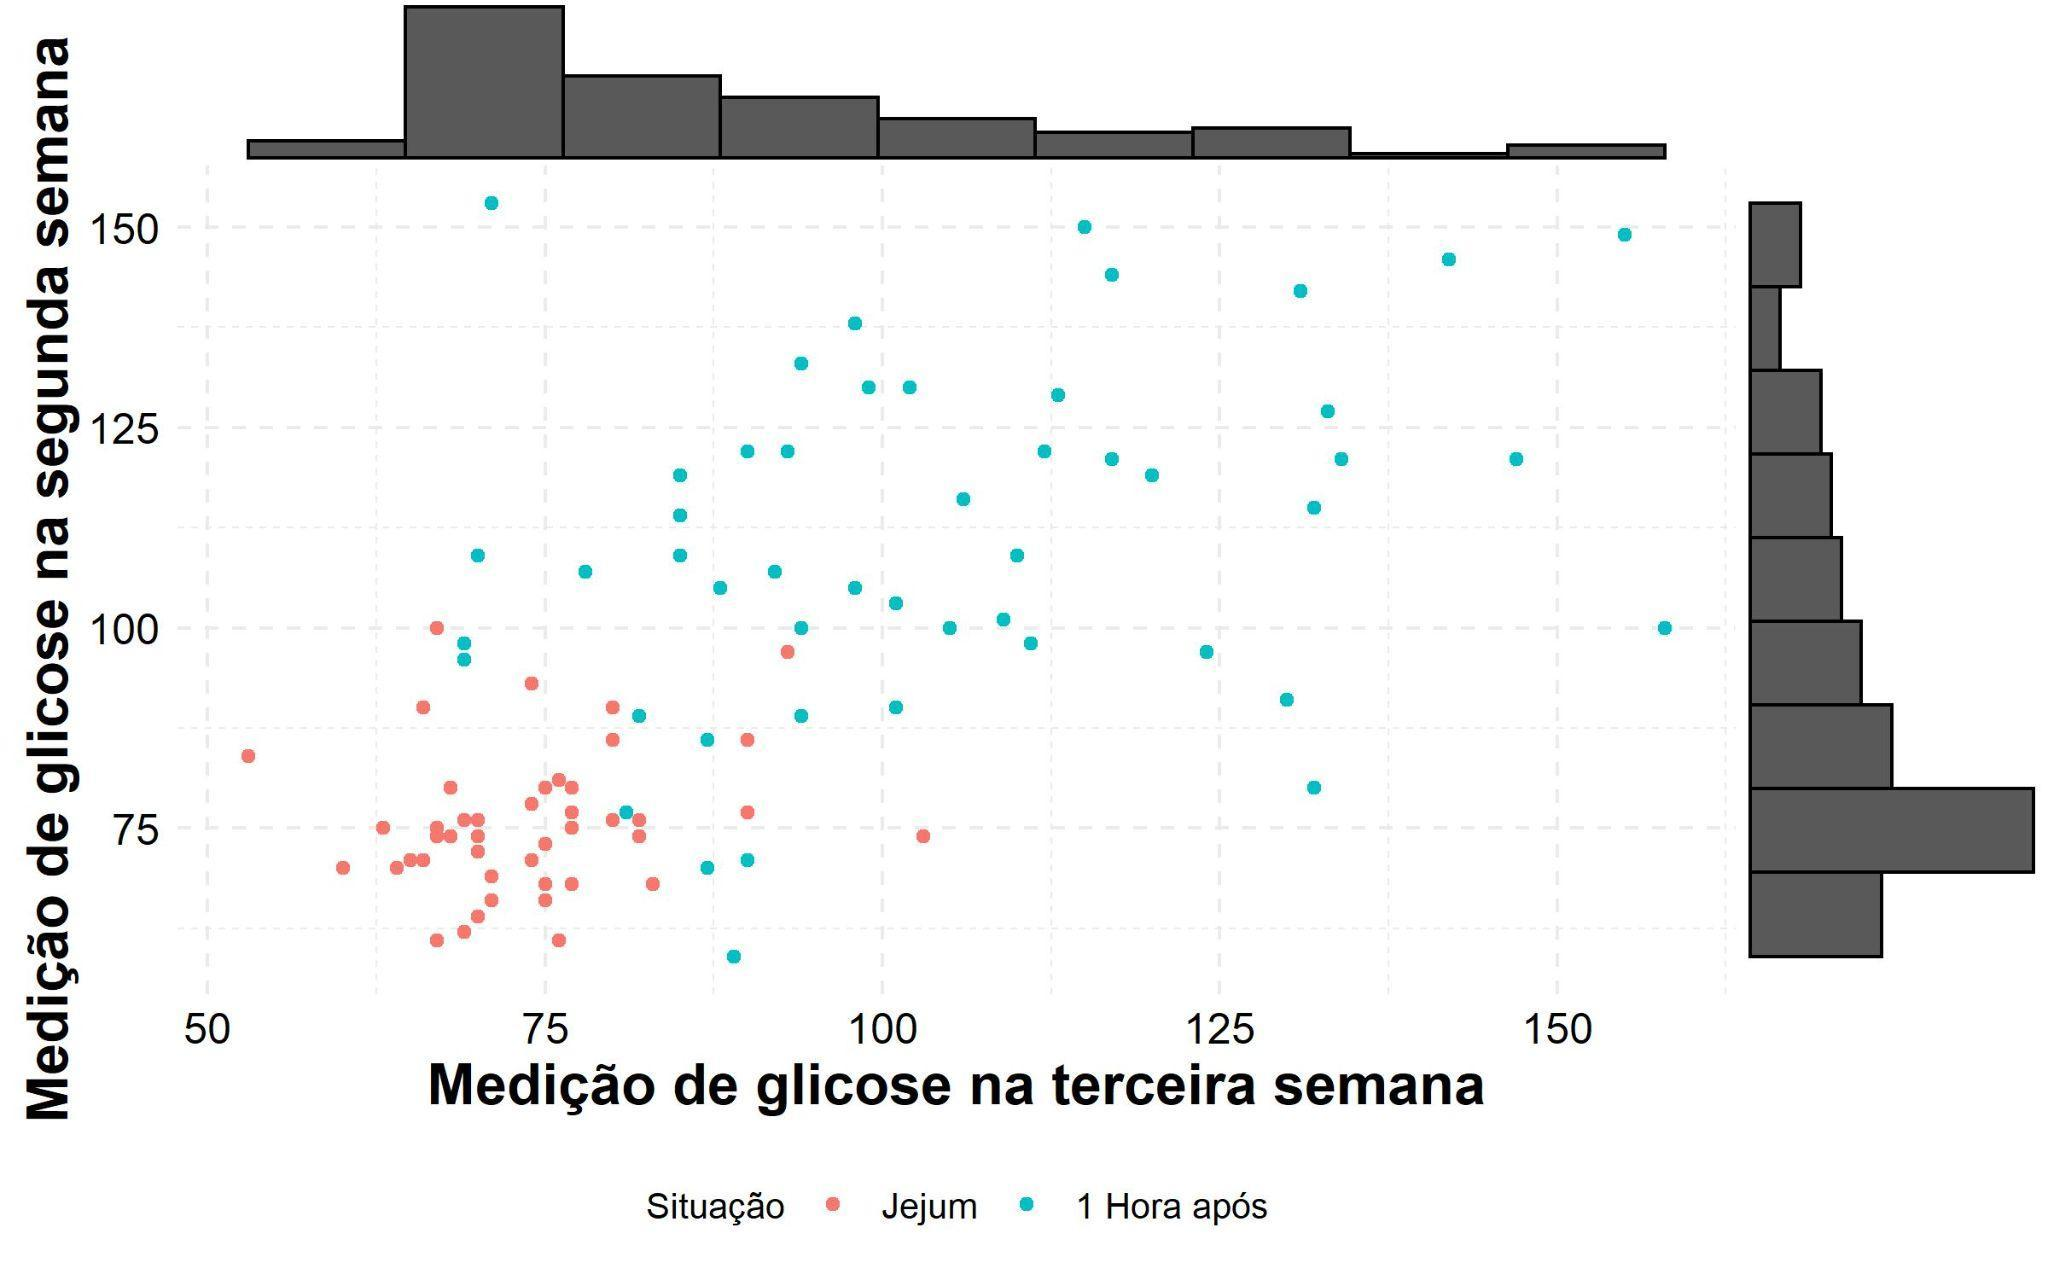 Medição de glicose na segunda semana
150
125
100
75
50 75 100 125 150
Medição de glicose na terceira semana
Situação Jejum 1 Hora após